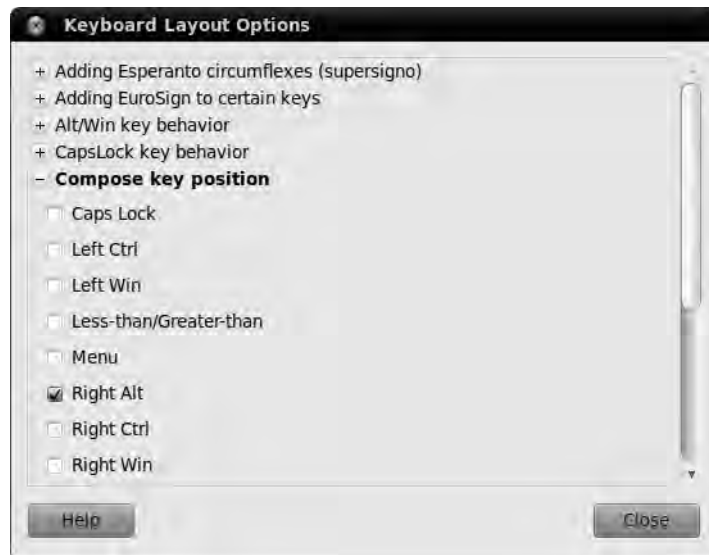 Keyboard Layout Options
+ Adding Esperanto circumflexes (supersigno)
+ Adding EuroSign to certain keys
+ Alt/Win key behavior
+ CapsLock key behavior
− Compose key position
Caps Lock
Left Ctrl
Left Win
Less-than/Greater-than
Menu
Right Alt
Right Ctrl
Right Win
Help
Close